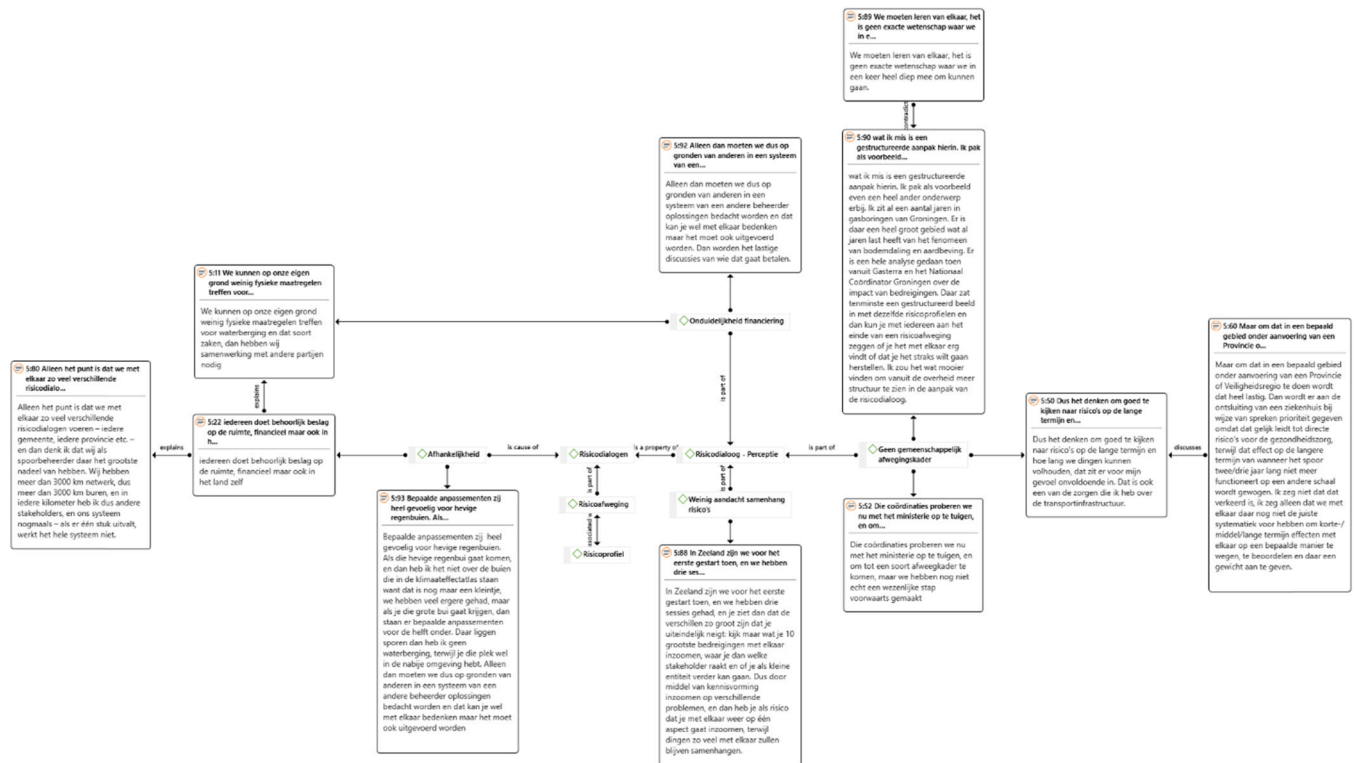 5:89 We moeten leren van elkaar, het
is geen exacte wetenschap waar we
in e...
We moeten leren van elkaar, het is
geen exacte wetenschap waar we in
een keer heel diep mee om kunnen
gaan.
contradict
5:90 wat ik mis is een
gestructureerde aanpak hierin. Ik pak
als voorbeeld...
wat ik mis is een gestructureerde
aanpak hierin. Ik pak als voorbeeld
even een heel ander onderwerp
erbij. Ik zit al een aantal jaren in
gasboringen van Groningen. Er is
daar een heel groot gebied wat al
jaren last heeft van het fenomeen
van bodemdaling en aardbeving. Er
is een hele analyse gedaan toen
vanuit Gasterra en het Nationaal
Coördinator Groningen over de
impact van bedreigingen. Daar zat
tenminste een gestructureerd beeld
in met dezelfde risicoprofielen en
dan kun je met iedereen aan het
einde van een risicoafweging
zeggen of je het met elkaar erg
vindt of dat je het straks wilt gaan
herstellen. Ik zou het wat mooier
vinden om vanuit de overheid meer
structuur te zien in de aanpak van
de risicodialoog.
5:92 Alleen dan moeten we dus op
gronden van anderen in een systeem
van een...
Alleen dan moeten we dus op
gronden van anderen in een
systeem van een andere beheerder
oplossingen bedacht worden en dat
kan je wel met elkaar bedenken
maar het moet ook uitgevoerd
worden. Dan worden het lastige
discussies van wie dat gaat betalen.
5:11 We kunnen op onze eigen
grond weinig fysieke maatregelen
treffen voor...
We kunnen op onze eigen grond
weinig fysieke maatregelen treffen
voor waterberging en dat soort
zaken, dan hebben wij
samenwerking met andere partijen
nodig
Onduidelijkheid financiering
is part of
explains
5:80 Alleen het punt is dat we met
elkaar zo veel verschillende
risicodialo...
Alleen het punt is dat we met
elkaar zo veel verschillende
risicodialogen voeren – iedere
gemeente, iedere provincie etc. –
en dan denk ik dat wij als
spoorbeheerder daar het grootste
nadeel van hebben. Wij hebben
meer dan 3000 km netwerk, dus
meer dan 3000 km buren, en in
iedere kilometer heb ik dus andere
stakeholders, en ons systeem
nogmaals – als er één stuk uitvalt,
werkt het hele systeem niet.
explains
5:22 iedereen doet behoorlijk beslag
op de ruimte, financieel maar ook in
h...
iedereen doet behoorlijk beslag op
de ruimte, financieel maar ook in
het land zelf
Afhankelijkheid
is cause of
Risicodialogen
is a property of
Risicodialoog - Perceptie
is part of
Geen gemeenschappelijk
afwegingskader
is part of
Risicoafweging
associated w
Risicoprofiel
is part of
Weinig aandacht samenhang
risico's
5:93 Bepaalde anpassementen zij
heel gevoelig voor hevige
regenbuien. Als...
Bepaalde anpassementen zij heel
gevoelig voor hevige regenbuien.
Als die hevige regenbui gaat komen,
en dan heb ik het niet over de buien
die in de klimaateffectatlas staan
want dat is nog maar een kleintje,
we hebben veel ergere gehad, maar
als je die grote bui gaat krijgen, dan
staan er bepaalde anpassementen
voor de helft onder. Daar liggen
sporen dan heb ik geen
waterberging, terwijl je die plek wel
in de nabije omgeving hebt. Alleen
dan moeten we dus op gronden van
anderen in een systeem van een
andere beheerder oplossingen
bedacht worden en dat kan je wel
met elkaar bedenken maar het moet
ook uitgevoerd worden
5:88 In Zeeland zijn we voor het
eerste gestart toen, en we hebben
drie ses...
In Zeeland zijn we voor het eerste
gestart toen, en we hebben drie
sessies gehad, en je ziet dan dat de
verschillen zo groot zijn dat je
uiteindelijk neigt: kijk maar wat je 10
grootste bedreigingen met elkaar
inzoomen, waar je dan welke
stakeholder raakt en of je als kleine
entiteit verder kan gaan. Dus door
middel van kennisvorming
inzoomen op verschillende
problemen, en dan heb je als risico
dat je met elkaar weer op één
aspect gaat inzoomen, terwijl
dingen zo veel met elkaar zullen
blijven samenhangen.
5:52 Die coördinaties proberen we
nu met het ministerie op te tuigen,
en om...
Die coördinaties proberen we nu
met het ministerie op te tuigen, en
om tot een soort afweegkader te
komen, maar we hebben nog niet
echt een wezenlijke stap
voorwaarts gemaakt
5:50 Dus het denken om goed te
kijken naar risico's op de lange
termijn en...
Dus het denken om goed te kijken
naar risico's op de lange termijn en
hoe lang we dingen kunnen
volhouden, dat zit er voor mijn
gevoel onvoldoende in. Dat is ook
een van de zorgen die ik heb over
de transportinfrastructuur.
discusses
5:60 Maar om dat in een bepaald
gebied onder aanvoering van een
Provincie o...
Maar om dat in een bepaald gebied
onder aanvoering van een Provincie
of Veiligheidsregio te doen wordt
dat heel lastig. Dan wordt er aan de
ontsluiting van een ziekenhuis bij
wijze van spreken prioriteit gegeven
omdat dat gelijk leidt tot directe
risico's voor de gezondheidszorg,
terwijl dat effect op de langere
termijn van wanneer het spoor
twee/drie jaar lang niet meer
functioneert op een andere schaal
wordt gewogen. Ik zeg niet dat dat
verkeerd is, ik zeg alleen dat we met
elkaar daar nog niet de juiste
systematiek voor hebben om korte-/
middel/lange termijn effecten met
elkaar op een bepaalde manier te
wegen, te beoordelen en daar een
gewicht aan te geven.